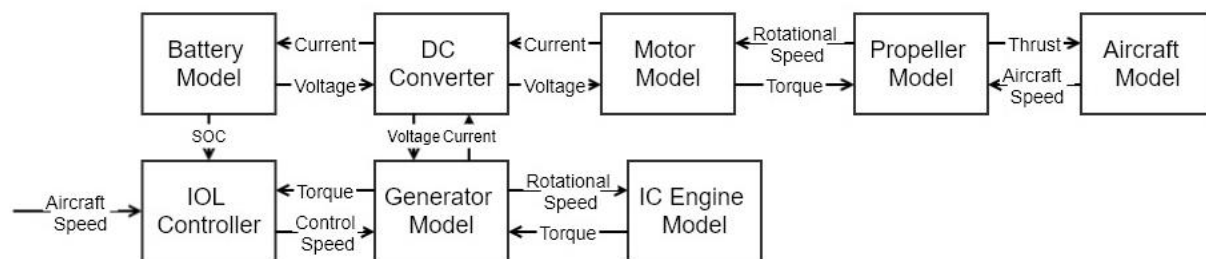 Battery
Model
Current
Voltage
DC
Converter
Current
Voltage
Motor
Model
Rotational
Speed
Torque
Propeller
Model
Thrust
Aircraft
Speed
Aircraft
Model
SOC
Voltage
Current
Aircraft
Speed
IOL
Controller
Torque
Control
Speed
Generator
Model
Rotational
Speed
Torque
IC Engine
Model